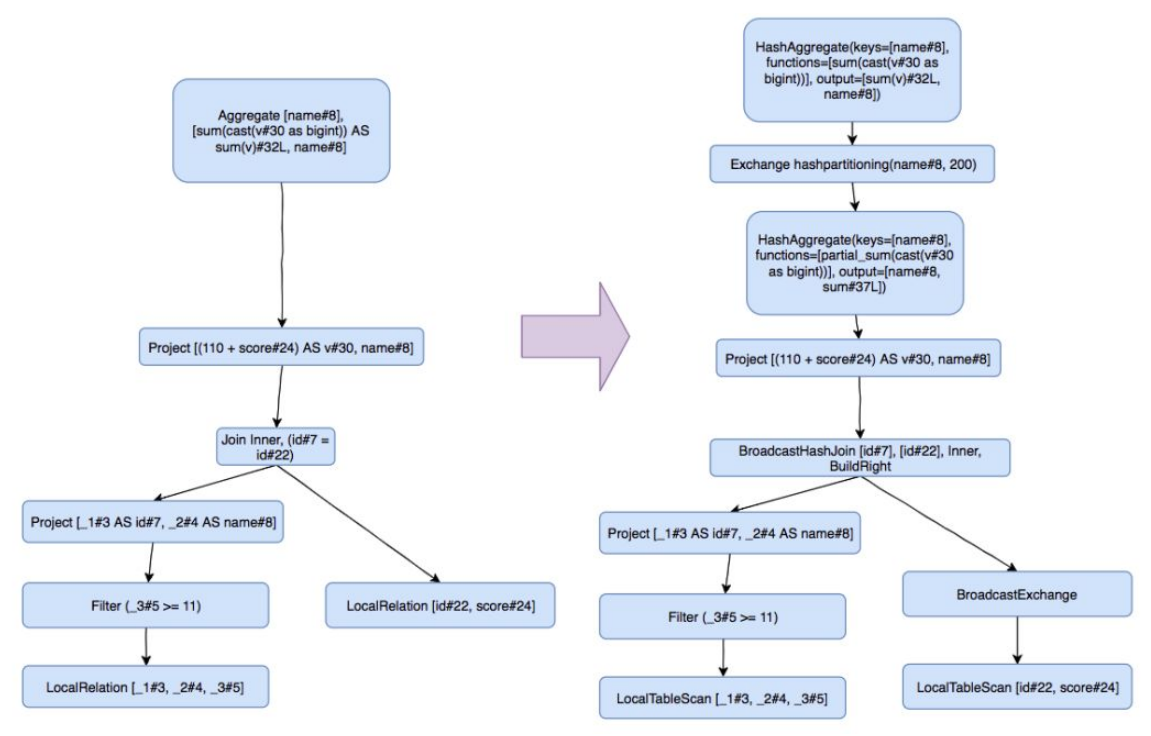 Aggregate [name#8],
[sum(cast(v#30 as bigint)) AS
sum(v)#32L, name#8]
Project [(110 + score#24) AS v#30, name#8]
Join Inner, (id#7 =
id#22)
Project [_1#3 AS id#7, _2#4 AS name#8]
Filter (_3#5 >= 11)
LocalRelation [_1#3, _2#4, _3#5]
LocalRelation [id#22, score#24]
HashAggregate(keys=[name#8],
functions=[sum(cast(v#30 as
bigint))], output=[sum(v)#32L,
name#8])
Exchange hashpartitioning(name#8, 200)
HashAggregate(keys=[name#8],
functions=[partial_sum(cast(v#30
as bigint))], output=[name#8,
sum#37L])
Project [(110 + score#24) AS v#30, name#8]
BroadcastHashJoin [id#7], [id#22], Inner,
BuildRight
Project [_1#3 AS id#7, _2#4 AS name#8]
Filter (_3#5 >= 11)
LocalTableScan [_1#3, _2#4, _3#5]
BroadcastExchange
LocalTableScan [id#22, score#24]